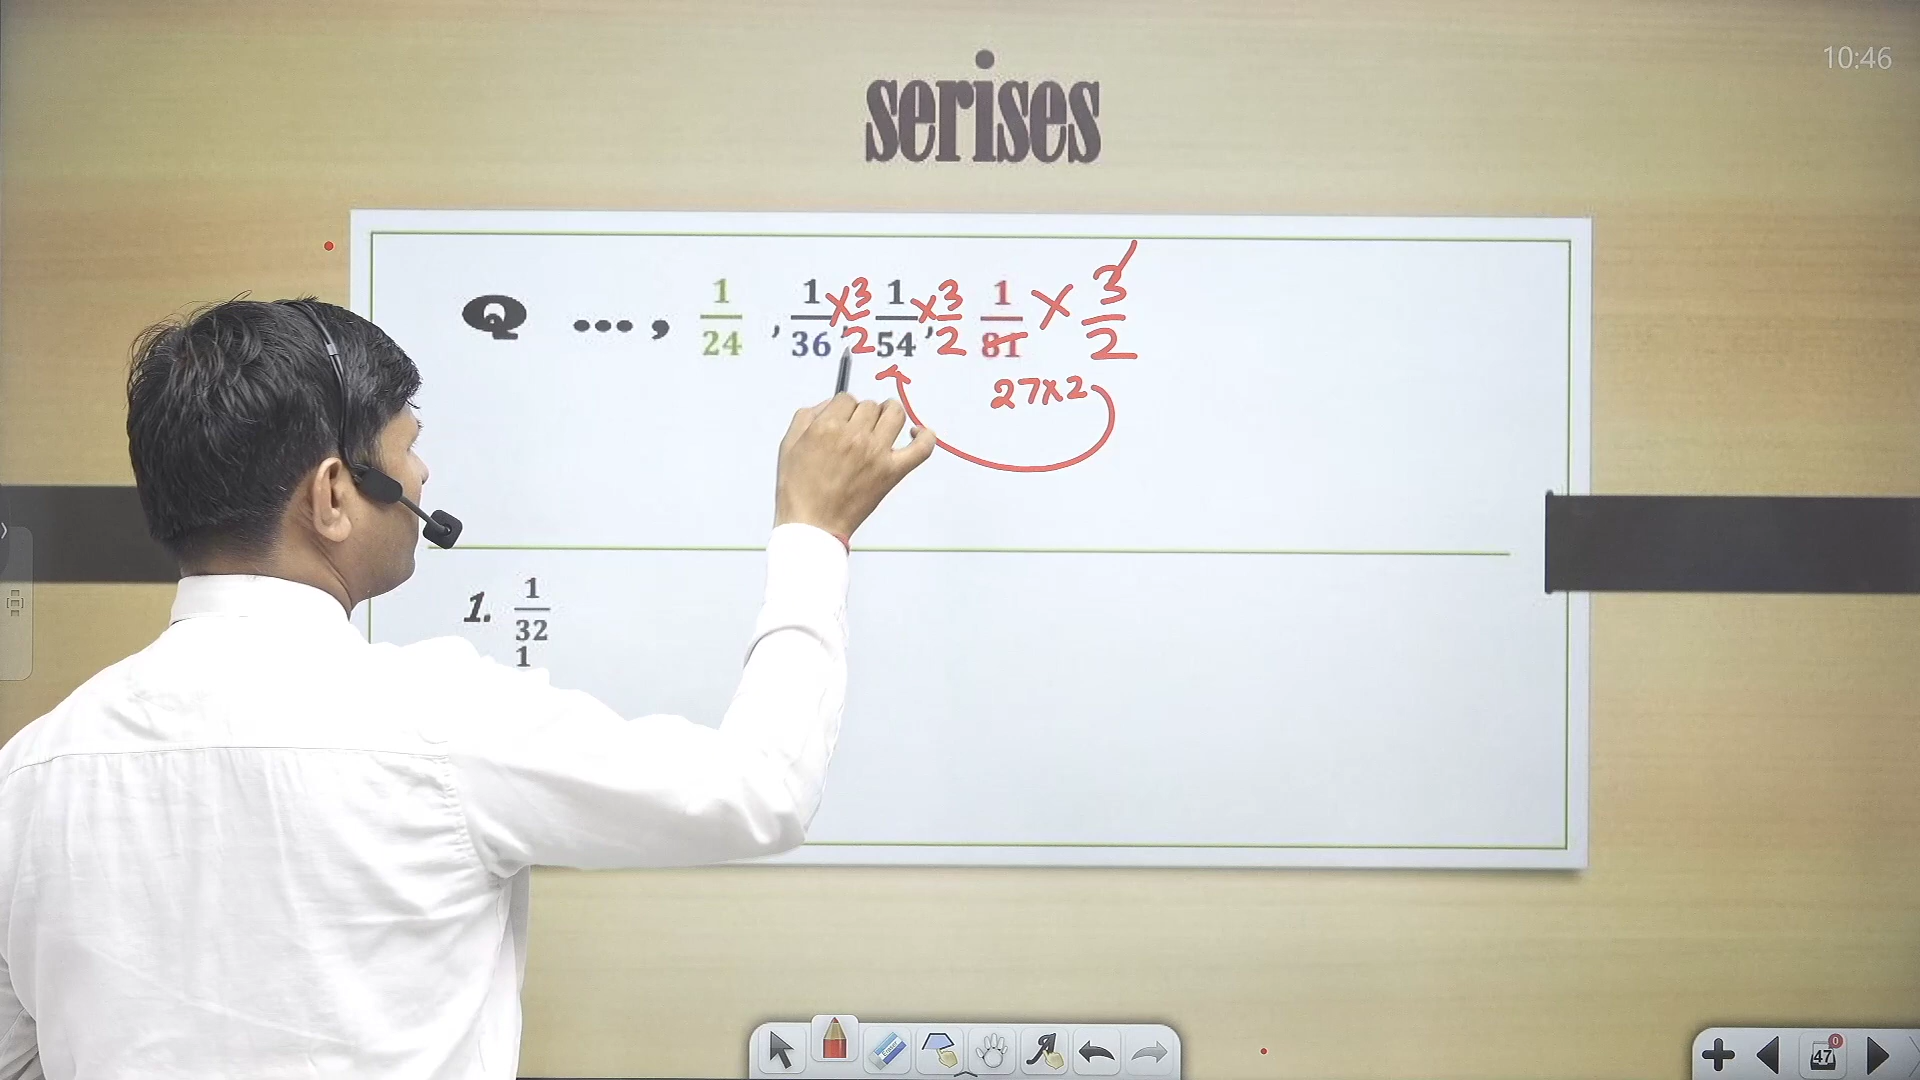 10:46
serises
Q ..., 1/24 , 1/36 , × 3/2 1/54 , × 3/2 1/81 × 3/2
27×2
1. 1/32
1
47 0